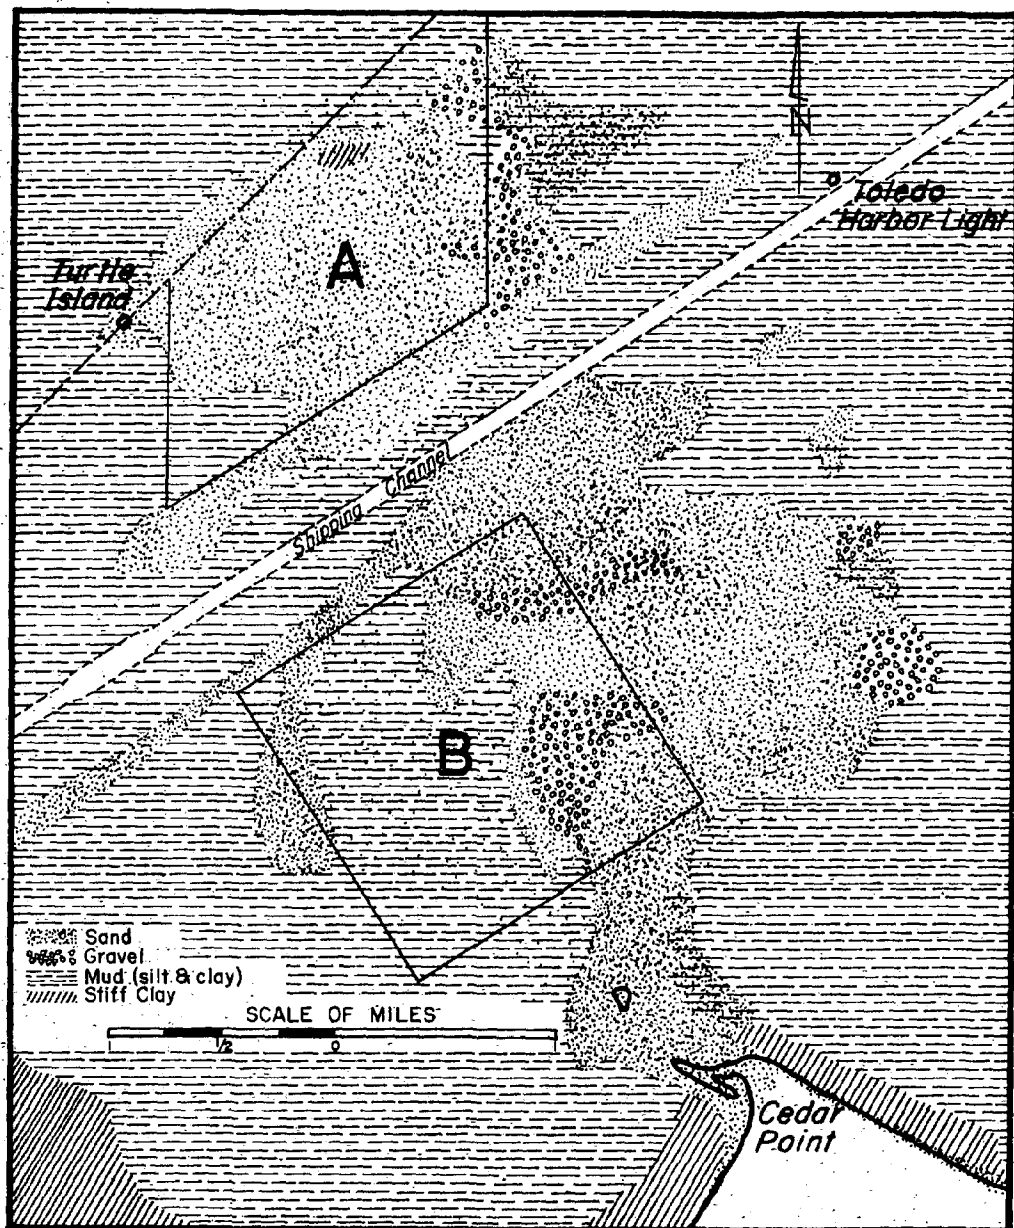 N
Toledo
Harbor Light
A
Turtle
Island
Shipping Channel
B
Sand
Gravel
Mud (silt & clay)
Stiff Clay
SCALE OF MILES
1/2
0
Cedar
Point